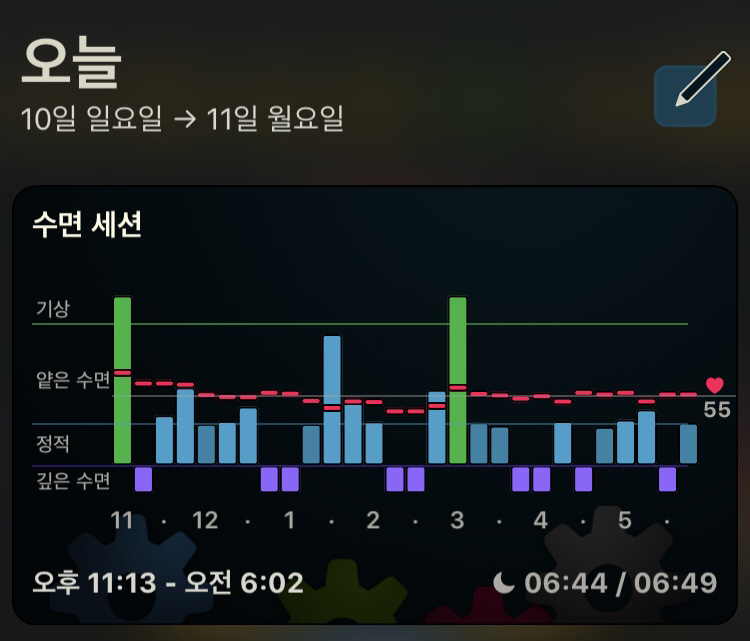 오늘
10일 일요일 → 11일 월요일
수면 세션
기상
얕은 수면
55
정적
깊은 수면
11 · 12 · 1 · 2 · 3 · 4 · 5 ·
오후 11:13 - 오전 6:02 06:44 / 06:49